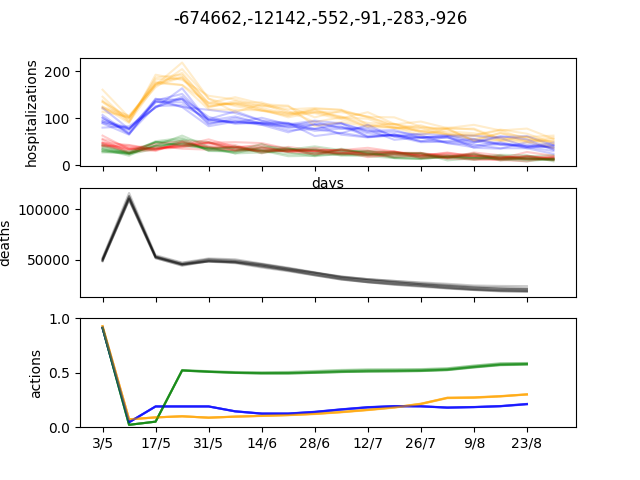 -674662,-12142,-552,-91,-283,-926
hospitalizations
200
100
0
days
deaths
100000
50000
actions
1.0
0.5
0.0
3/5 17/5 31/5 14/6 28/6 12/7 26/7 9/8 23/8